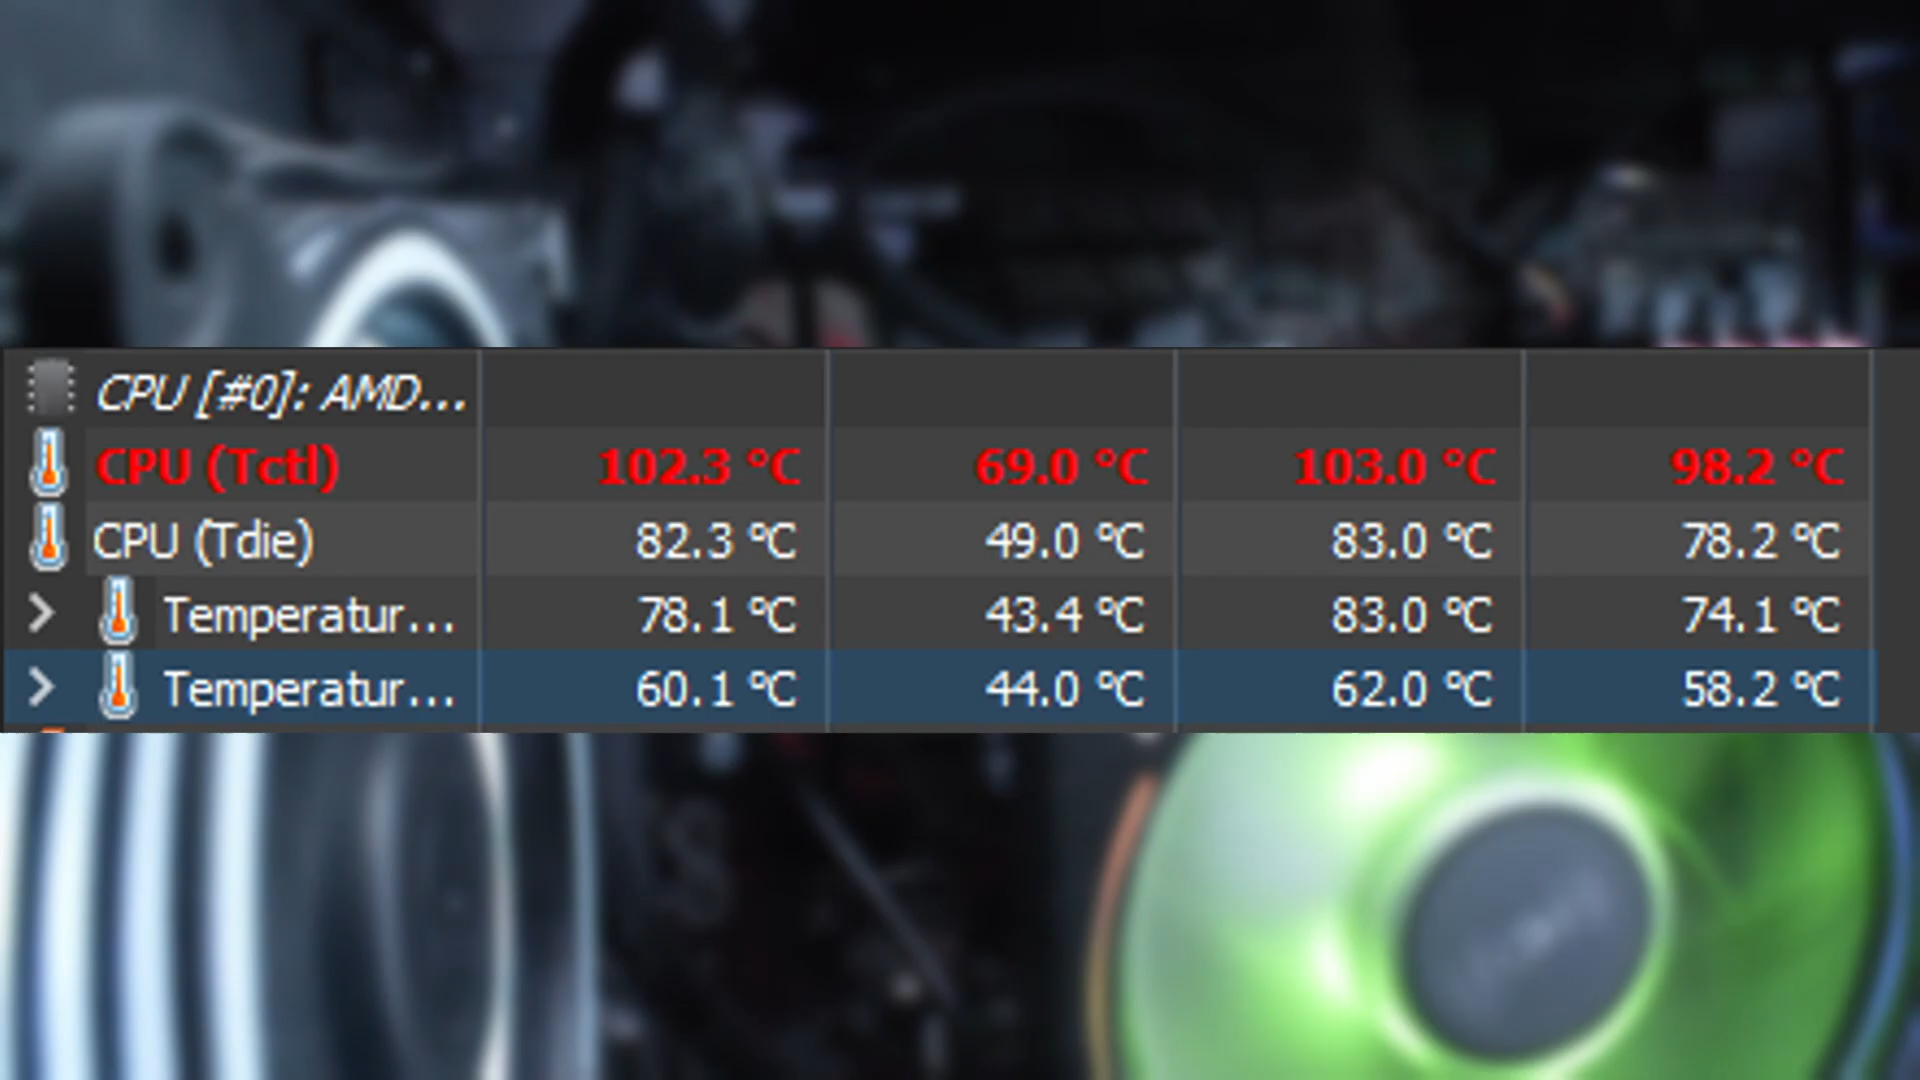 CPU [#0]: AMD...
CPU (Tctl) 102.3 °C 69.0 °C 103.0 °C 98.2 °C
CPU (Tdie) 82.3 °C 49.0 °C 83.0 °C 78.2 °C
Temperatur... 78.1 °C 43.4 °C 83.0 °C 74.1 °C
Temperatur... 60.1 °C 44.0 °C 62.0 °C 58.2 °C